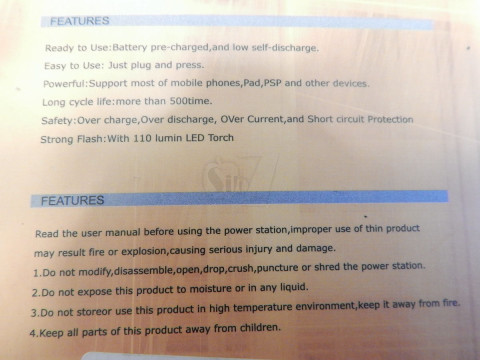 FEATURES
Ready to Use:Battery pre-charged,and low self-discharge.
Easy to Use: Just plug and press.
Powerful:Support most of mobile phones,Pad,PSP and other devices.
Long cycle life:more than 500time.
Safety:Over charge,Over discharge, OVer Current,and Short circuit Protection
Strong Flash:With 110 lumin LED Torch
FEATURES
Read the user manual before using the power station,improper use of thin product
may result fire or explosion,causing serious injury and damage.
1.Do not modify,disassemble,open,drop,crush,puncture or shred the power station.
2.Do not expose this product to moisture or in any liquid.
3.Do not storeor use this product in high temperature environment,keep it away from fire.
4.Keep all parts of this product away from children.